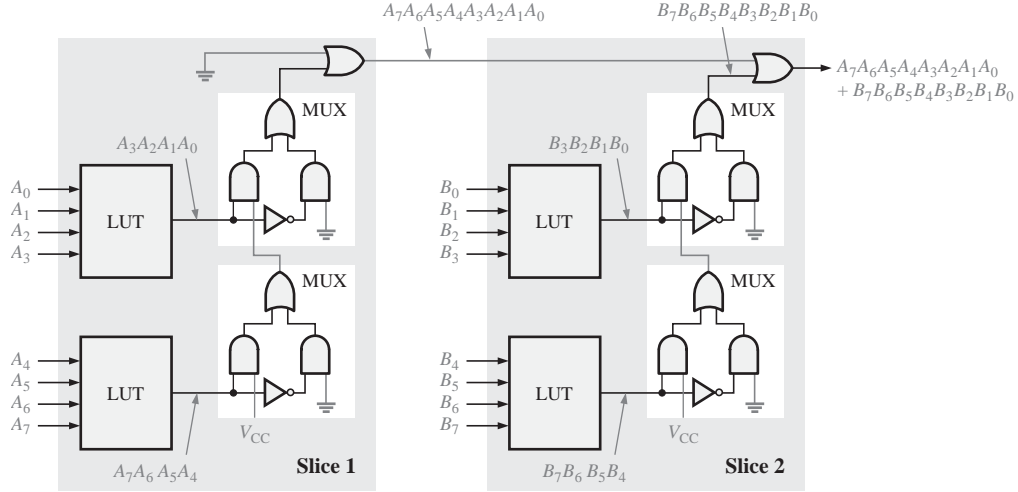 A₇A₆A₅A₄A₃A₂A₁A₀
B₇B₆B₅B₄B₃B₂B₁B₀
A₇A₆A₅A₄A₃A₂A₁A₀
+ B₇B₆B₅B₄B₃B₂B₁B₀
MUX
MUX
A₃A₂A₁A₀
B₃B₂B₁B₀
A₀
A₁
A₂
A₃
LUT
B₀
B₁
B₂
B₃
LUT
MUX
MUX
A₄
A₅
A₆
A₇
LUT
B₄
B₅
B₆
B₇
LUT
V_CC
V_CC
A₇A₆ A₅A₄
Slice 1
B₇B₆ B₅B₄
Slice 2